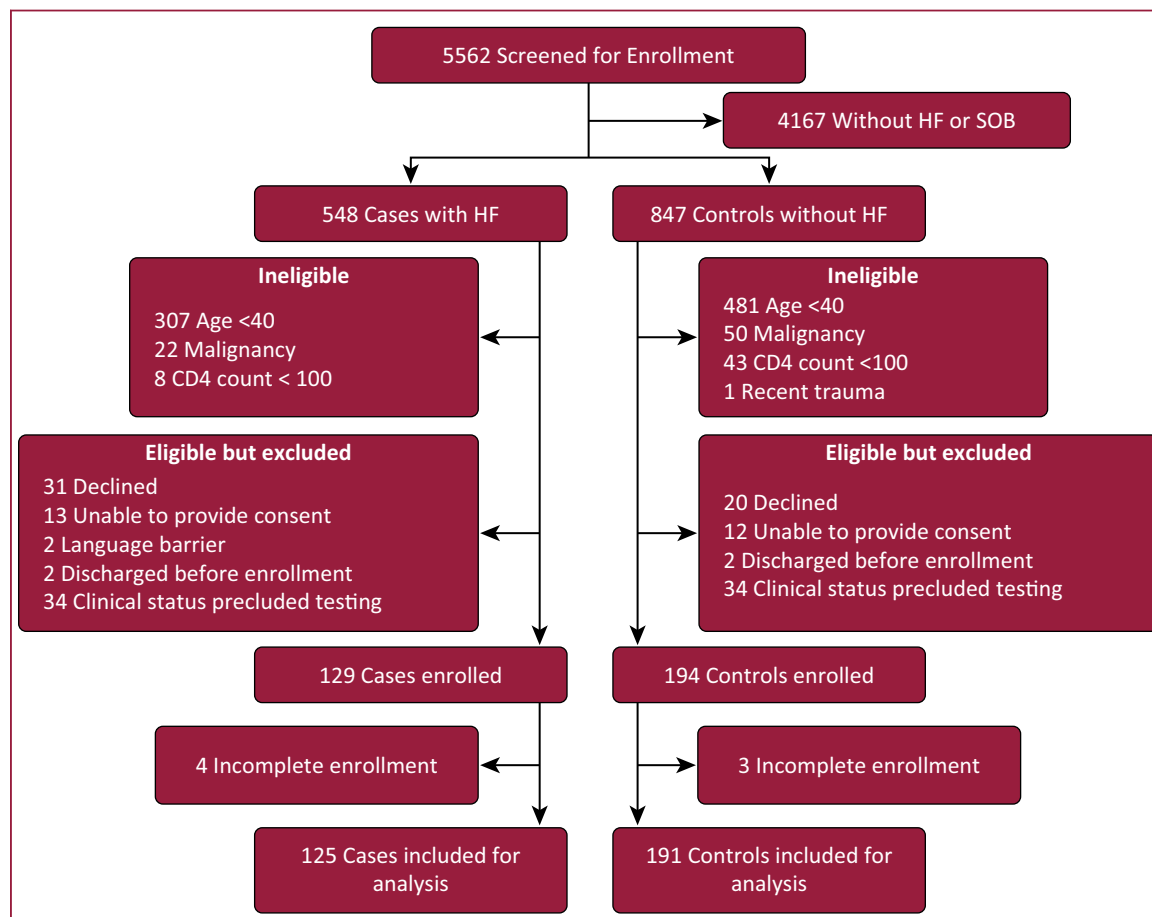 5562 Screened for Enrollment
4167 Without HF or SOB
548 Cases with HF
847 Controls without HF
Ineligible
307 Age <40
22 Malignancy
8 CD4 count < 100
Ineligible
481 Age <40
50 Malignancy
43 CD4 count <100
1 Recent trauma
Eligible but excluded
31 Declined
13 Unable to provide consent
2 Language barrier
2 Discharged before enrollment
34 Clinical status precluded testing
Eligible but excluded
20 Declined
12 Unable to provide consent
2 Discharged before enrollment
34 Clinical status precluded testing
129 Cases enrolled
194 Controls enrolled
4 Incomplete enrollment
3 Incomplete enrollment
125 Cases included for
analysis
191 Controls included for
analysis